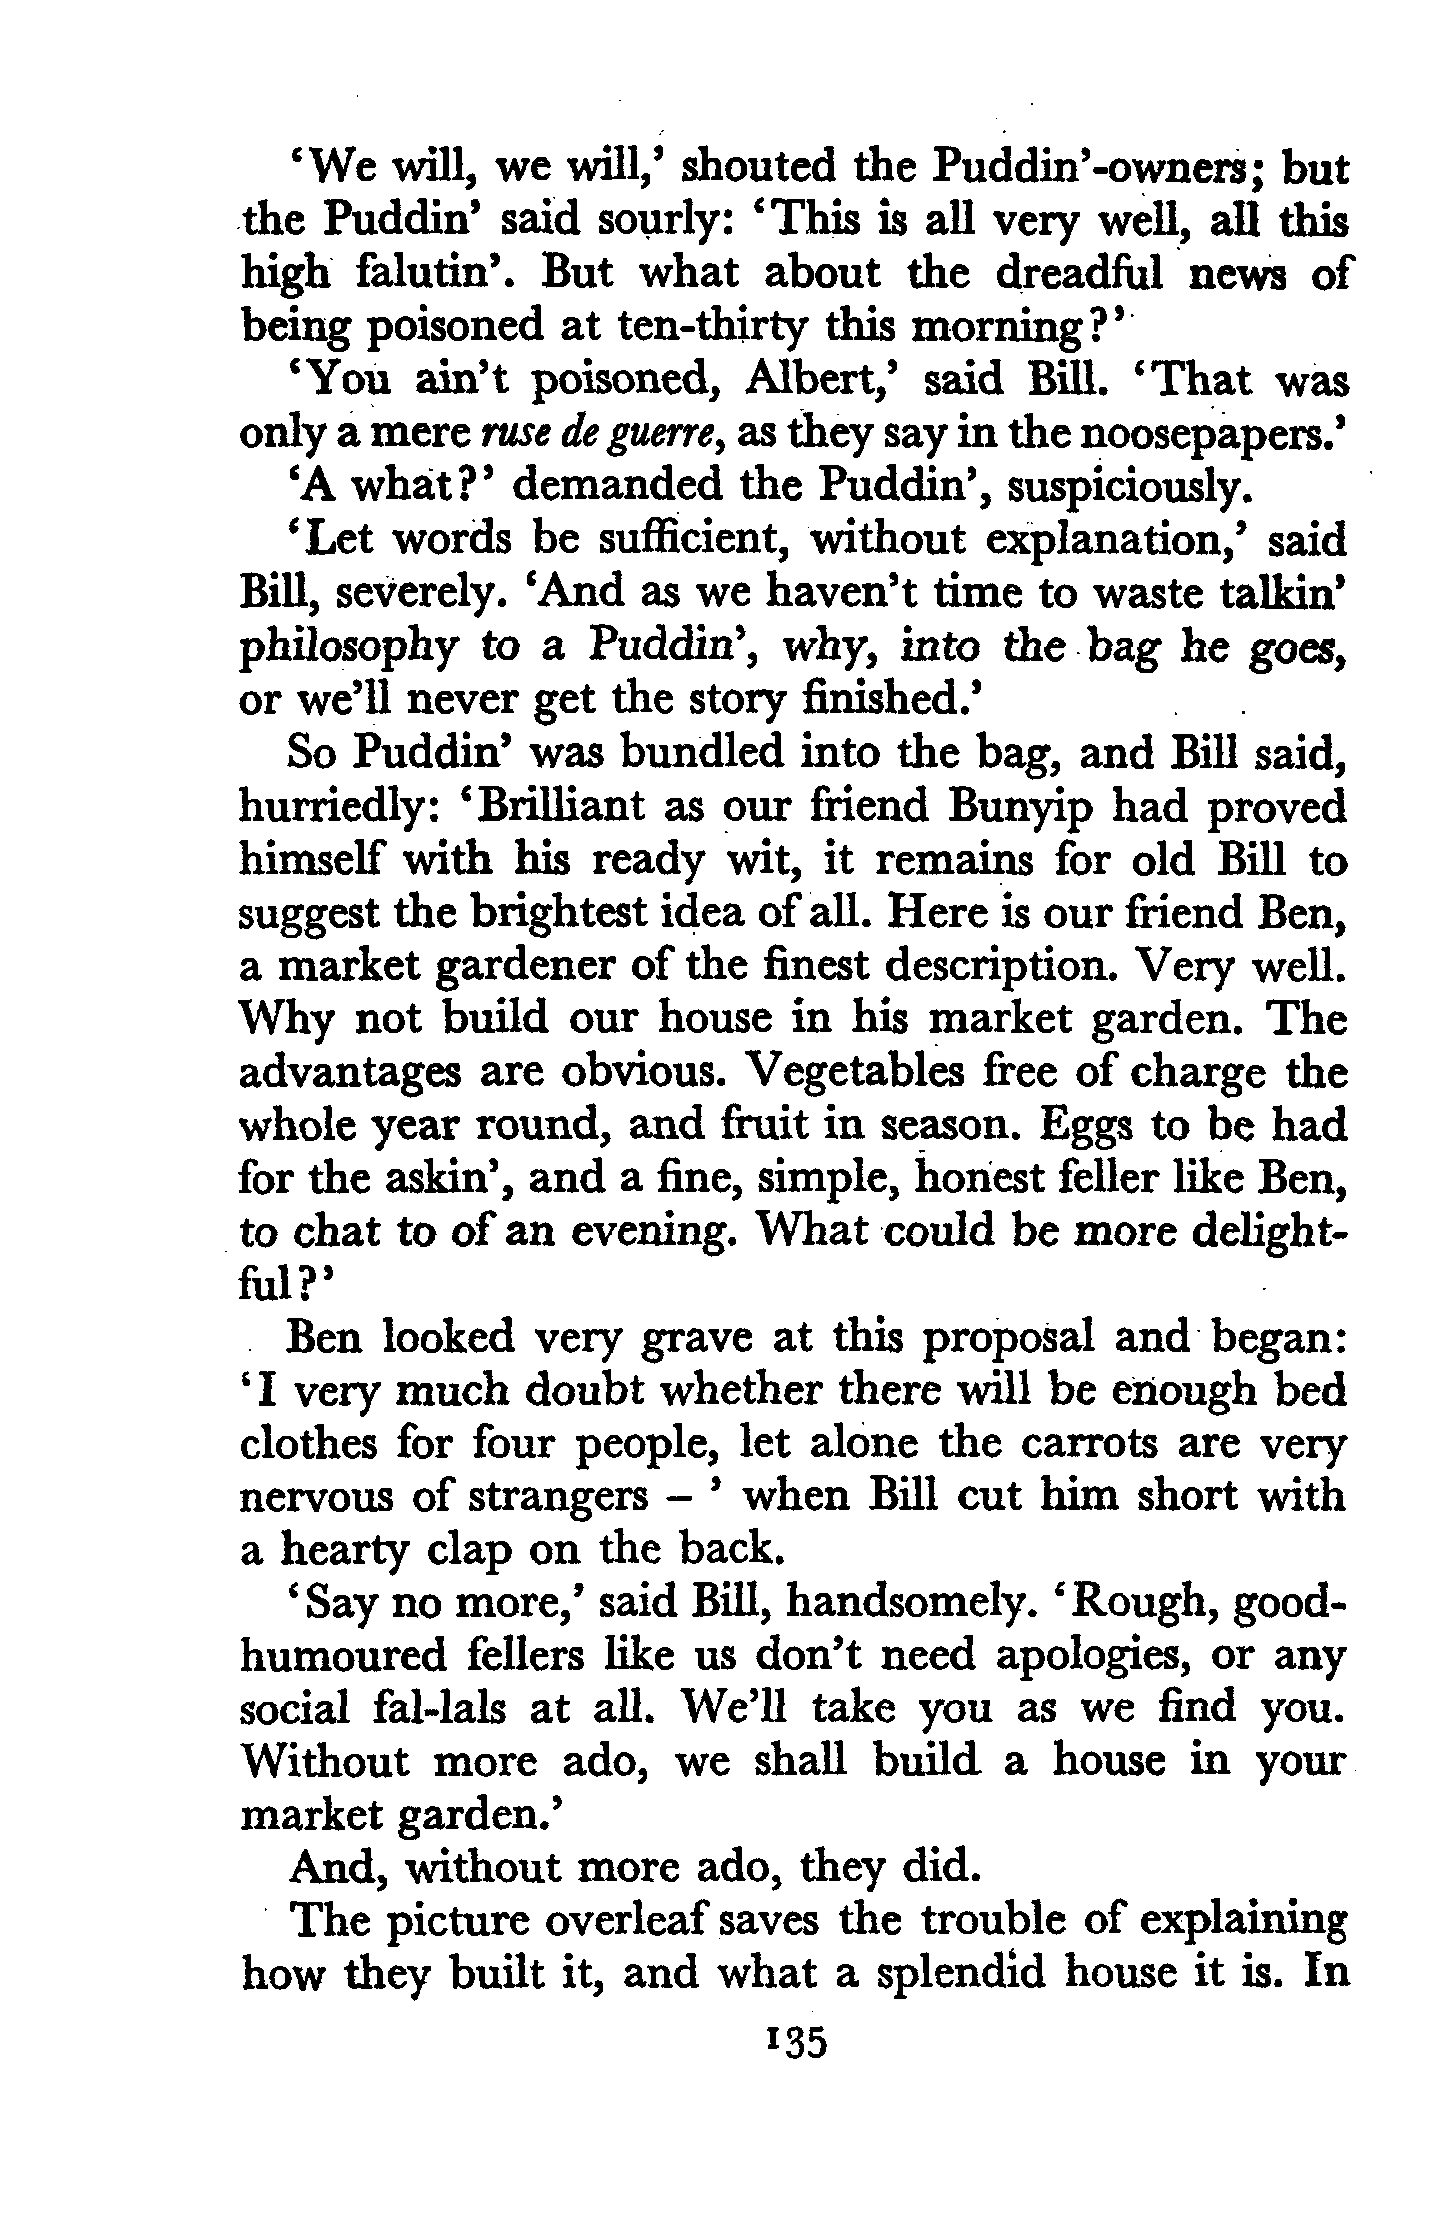 ‘We will, we will,’ shouted the Puddin’-owners; but
the Puddin’ said sourly: ‘This is all very well, all this
high falutin’. But what about the dreadful news of
being poisoned at ten-thirty this morning?’
‘You ain’t poisoned, Albert,’ said Bill. ‘That was
only a mere ruse de guerre, as they say in the noosepapers.’
‘A what?’ demanded the Puddin’, suspiciously.
‘Let words be sufficient, without explanation,’ said
Bill, severely. ‘And as we haven’t time to waste talkin’
philosophy to a Puddin’, why, into the bag he goes,
or we’ll never get the story finished.’
So Puddin’ was bundled into the bag, and Bill said,
hurriedly: ‘Brilliant as our friend Bunyip had proved
himself with his ready wit, it remains for old Bill to
suggest the brightest idea of all. Here is our friend Ben,
a market gardener of the finest description. Very well.
Why not build our house in his market garden. The
advantages are obvious. Vegetables free of charge the
whole year round, and fruit in season. Eggs to be had
for the askin’, and a fine, simple, honest feller like Ben,
to chat to of an evening. What could be more delight-
ful?’
Ben looked very grave at this proposal and began:
‘I very much doubt whether there will be enough bed
clothes for four people, let alone the carrots are very
nervous of strangers – ’ when Bill cut him short with
a hearty clap on the back.
‘Say no more,’ said Bill, handsomely. ‘Rough, good-
humoured fellers like us don’t need apologies, or any
social fal-lals at all. We’ll take you as we find you.
Without more ado, we shall build a house in your
market garden.’
And, without more ado, they did.
The picture overleaf saves the trouble of explaining
how they built it, and what a splendid house it is. In
135